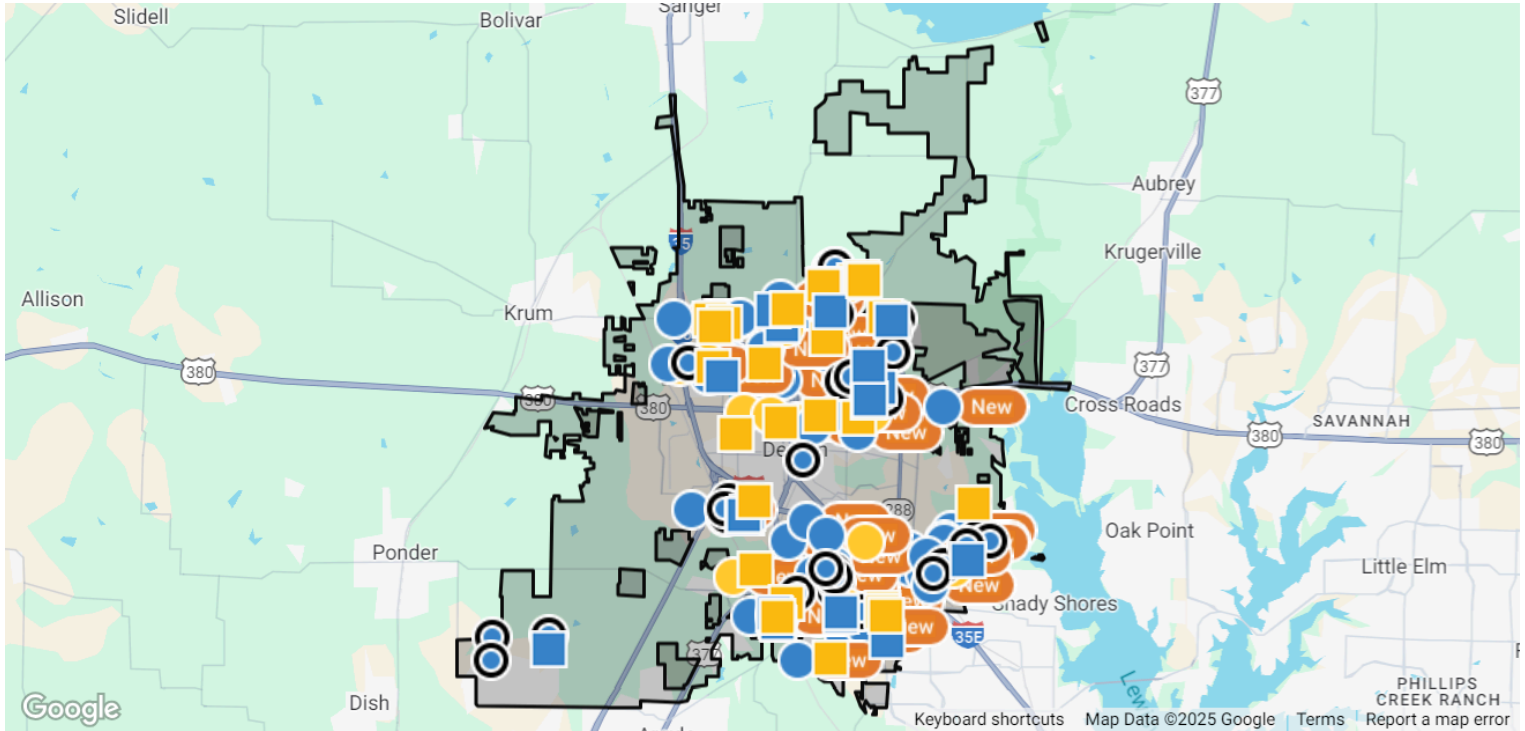 Slidell
Bolivar
Sanger
377
Aubrey
Krugerville
35
Allison
Krum
380
380
380
377
Cross Roads
New
New
New
SAVANNAH
380
380
288
Oak Point
Ponder
Little Elm
New
Shady Shores
35E
377
Dish
PHILLIPS
CREEK RANCH
Google
Keyboard shortcuts
Map Data ©2025 Google
Terms
Report a map error